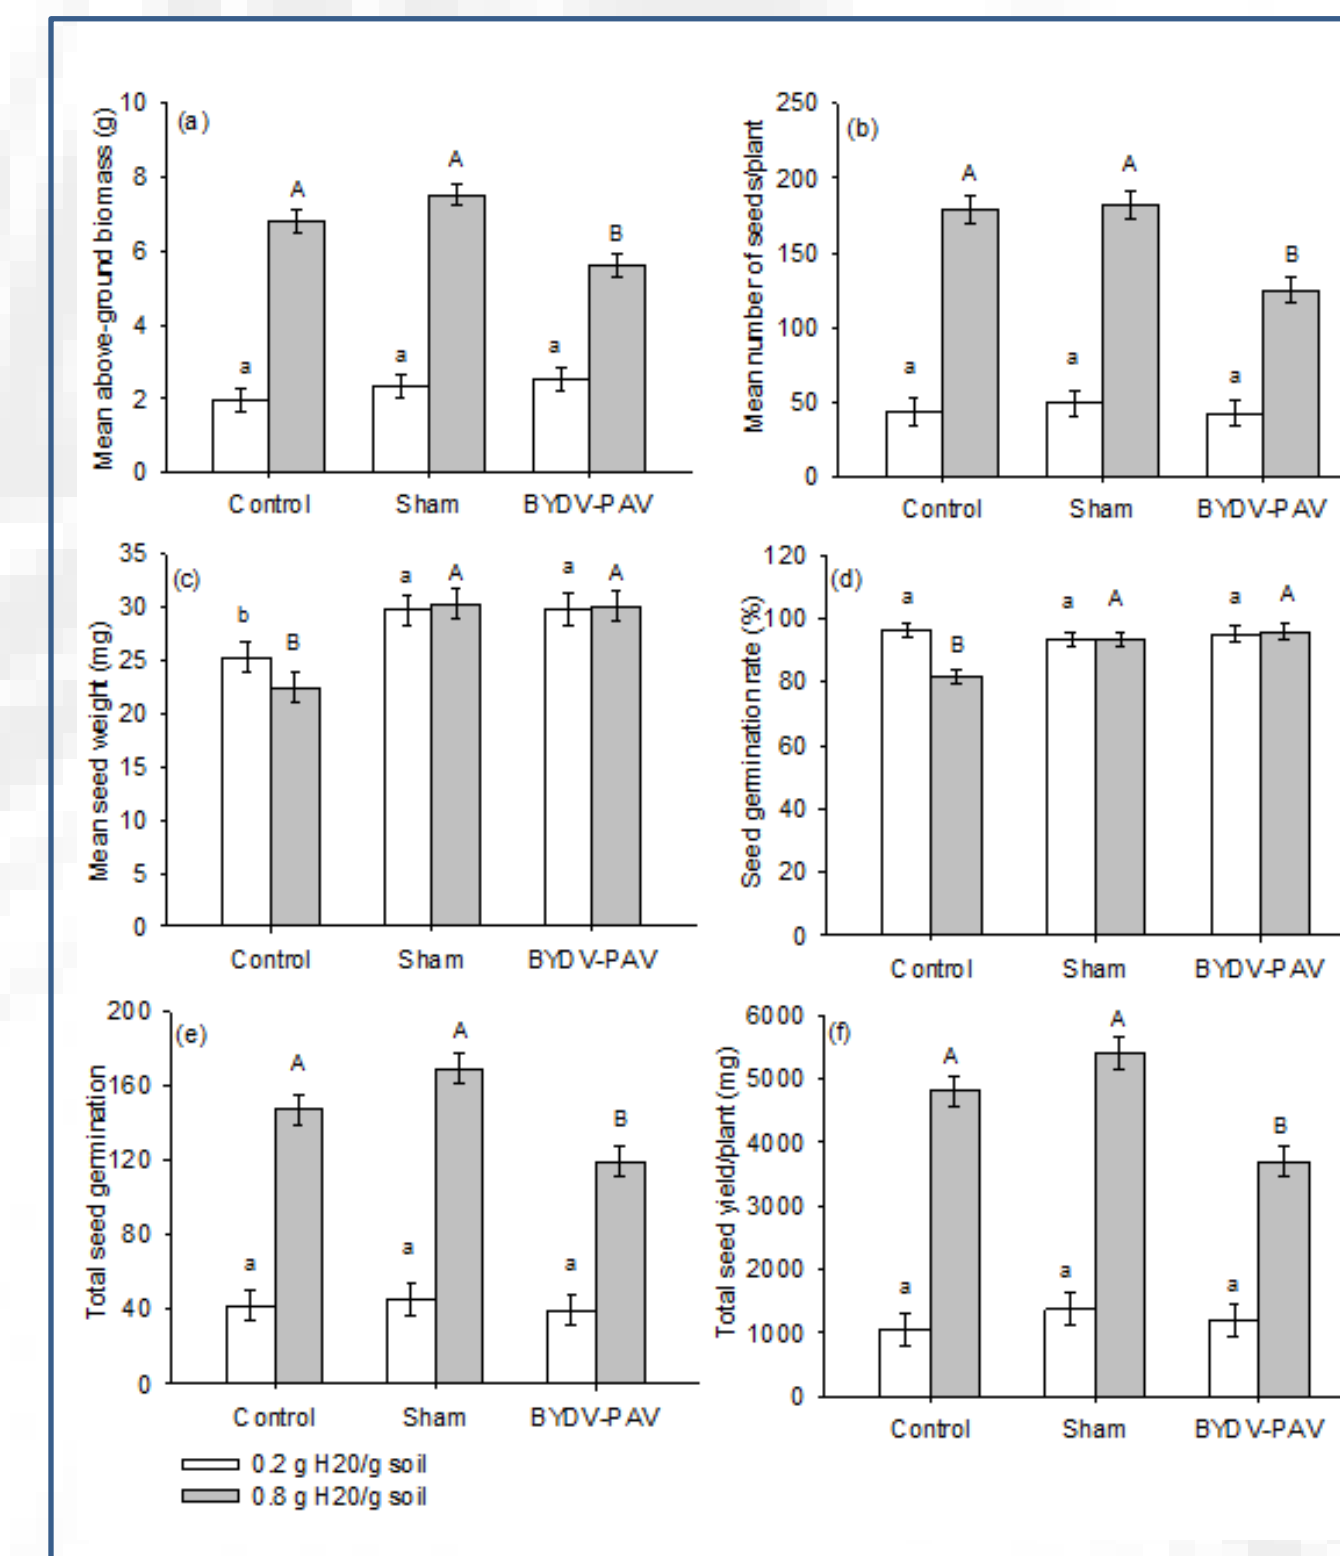 Mean above-ground biomass (g)
10
8
6
4
2
0
(a)
a
A
a
A
a
B
Control
Sham
BYDV-PAV
Mean number of seeds/plant
250
200
150
100
50
0
(b)
a
A
a
A
a
B
Control
Sham
BYDV-PAV
Mean seed weight (mg)
35
30
25
20
15
10
5
0
(c)
b
B
a
A
a
A
Control
Sham
BYDV-PAV
Seed germination rate (%)
120
100
80
60
40
20
0
(d)
a
B
a
A
a
A
Control
Sham
BYDV-PAV
Total seed germination
200
160
120
80
40
0
(e)
a
A
a
A
a
B
Control
Sham
BYDV-PAV
Total seed yield/plant (mg)
6000
5000
4000
3000
2000
1000
0
(f)
a
A
a
A
a
B
Control
Sham
BYDV-PAV
0.2 g H20/g soil
0.8 g H20/g soil